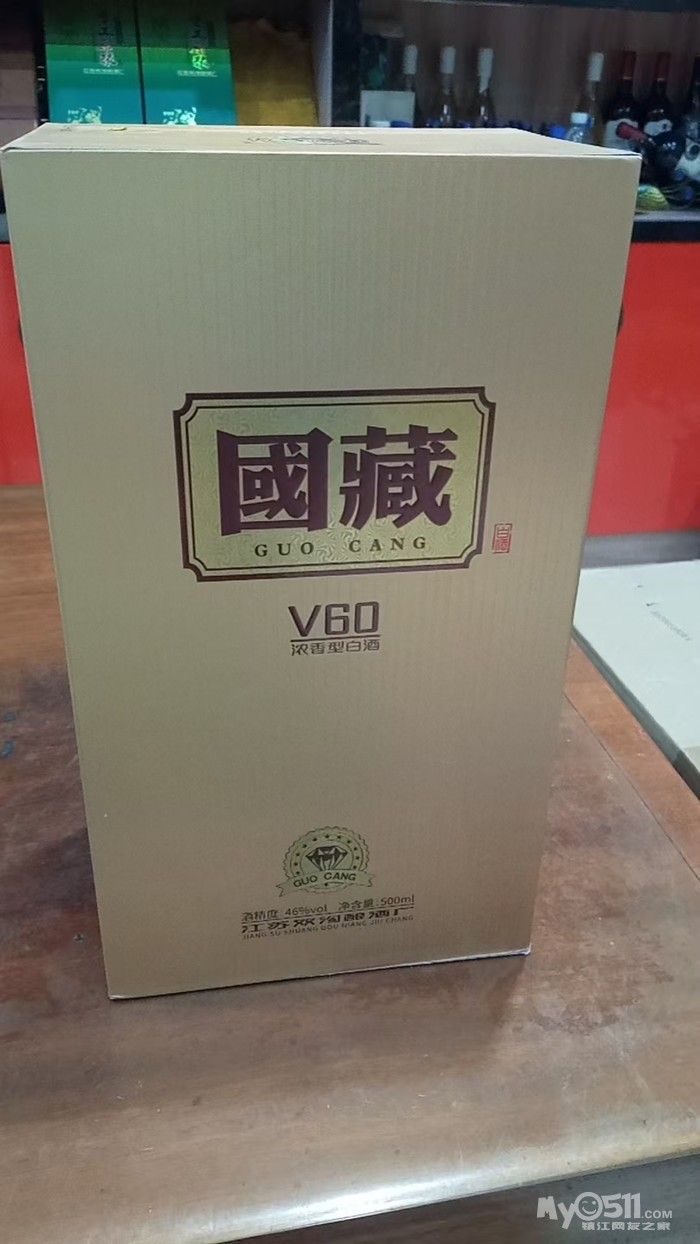 國藏
GUO CANG
V60
浓香型白酒
GUO CANG
酒精度:46%vol 净含量:500ml
江苏双沟酿酒厂
JIANG SU SHUANG GOU NIANG JIU CHANG
My0511.COM
镇江网友之家